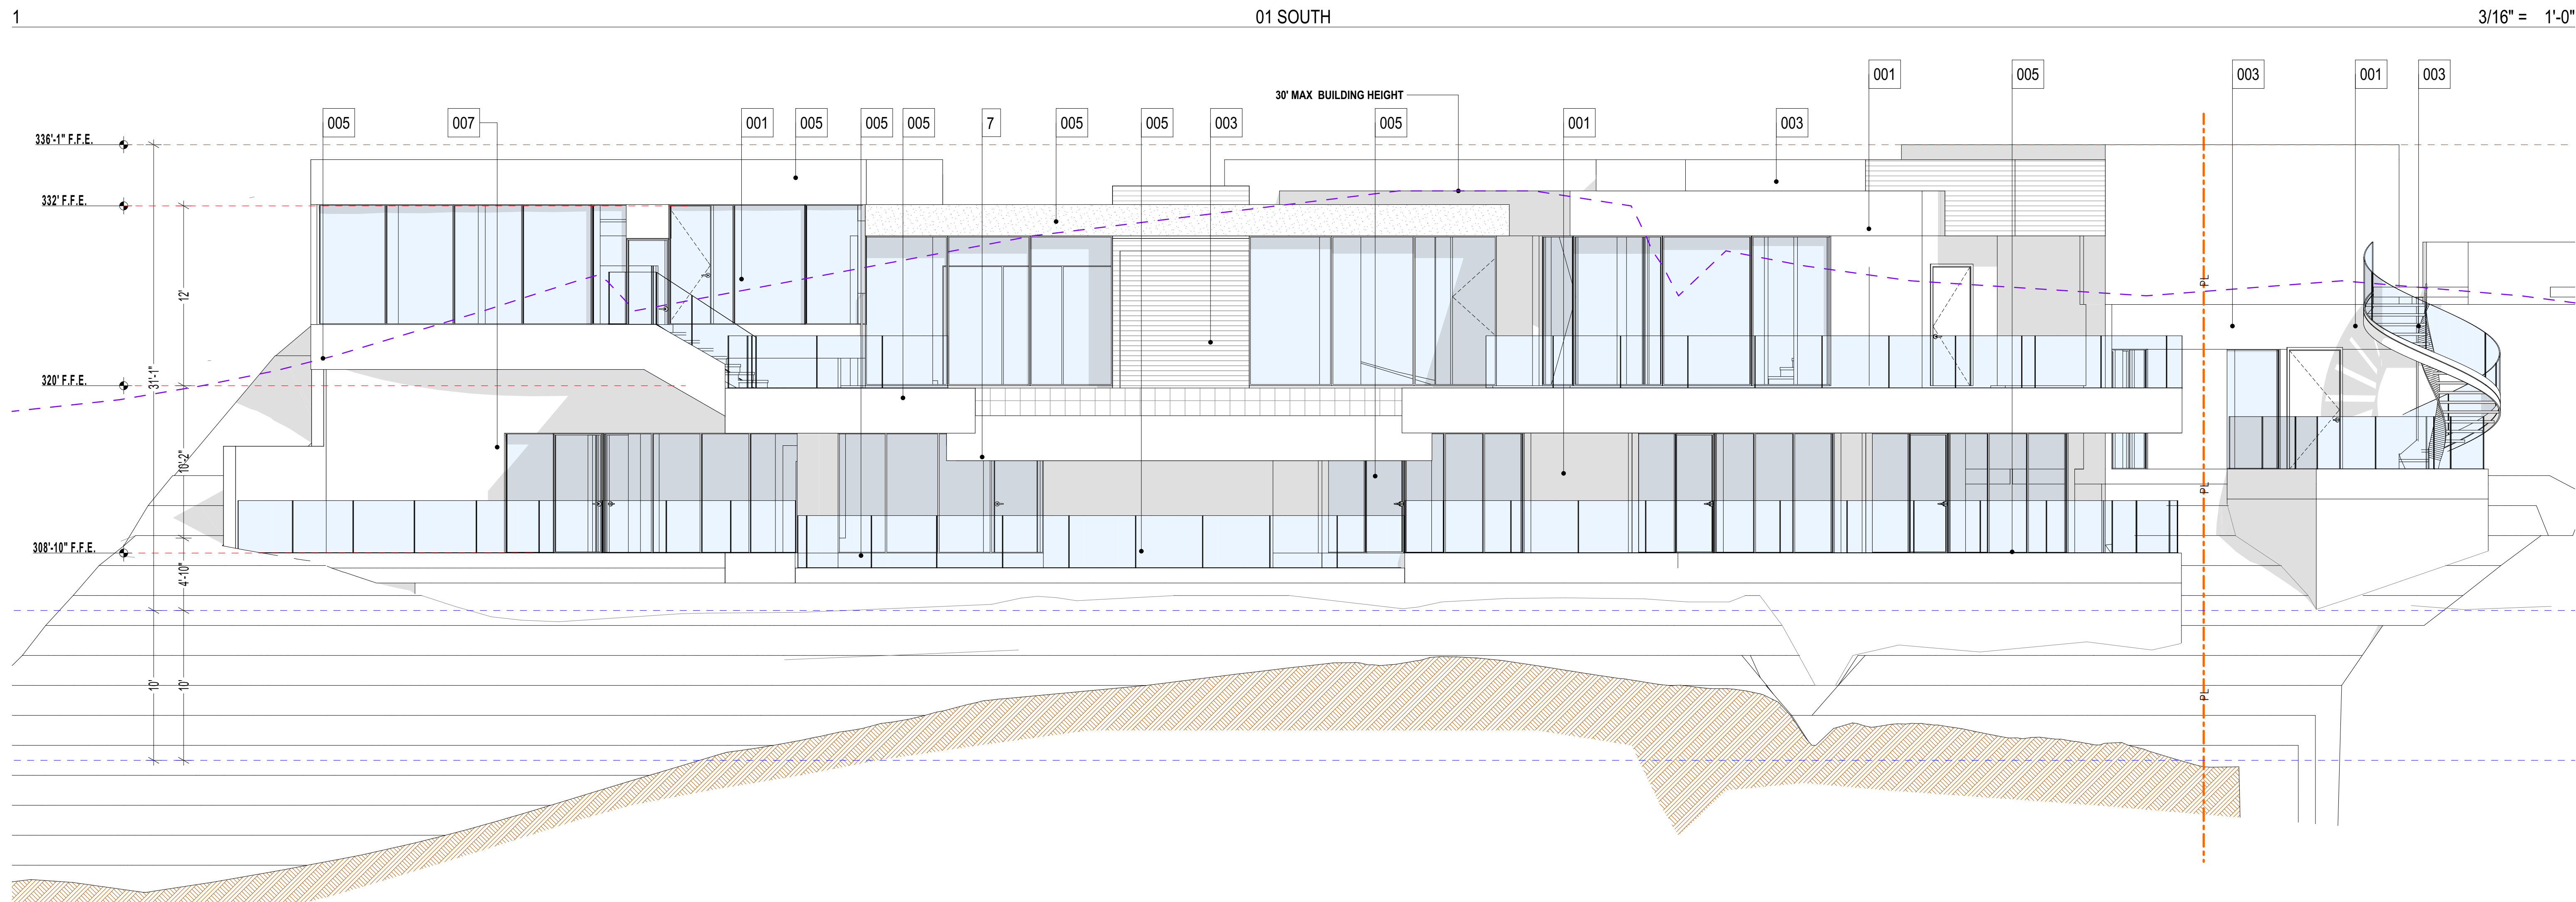 1 01 SOUTH 3/16" = 1'-0"
001 005 003 001 003
30' MAX BUILDING HEIGHT
005 007 001 005 005 005 7 005 005 003 005 001 003
336'-1" F.F.E.
332' F.F.E.
12'
PL
31'-1"
320' F.F.E.
10'-2"
PL
308'-10" F.F.E.
4'-10"
10' 10'
PL